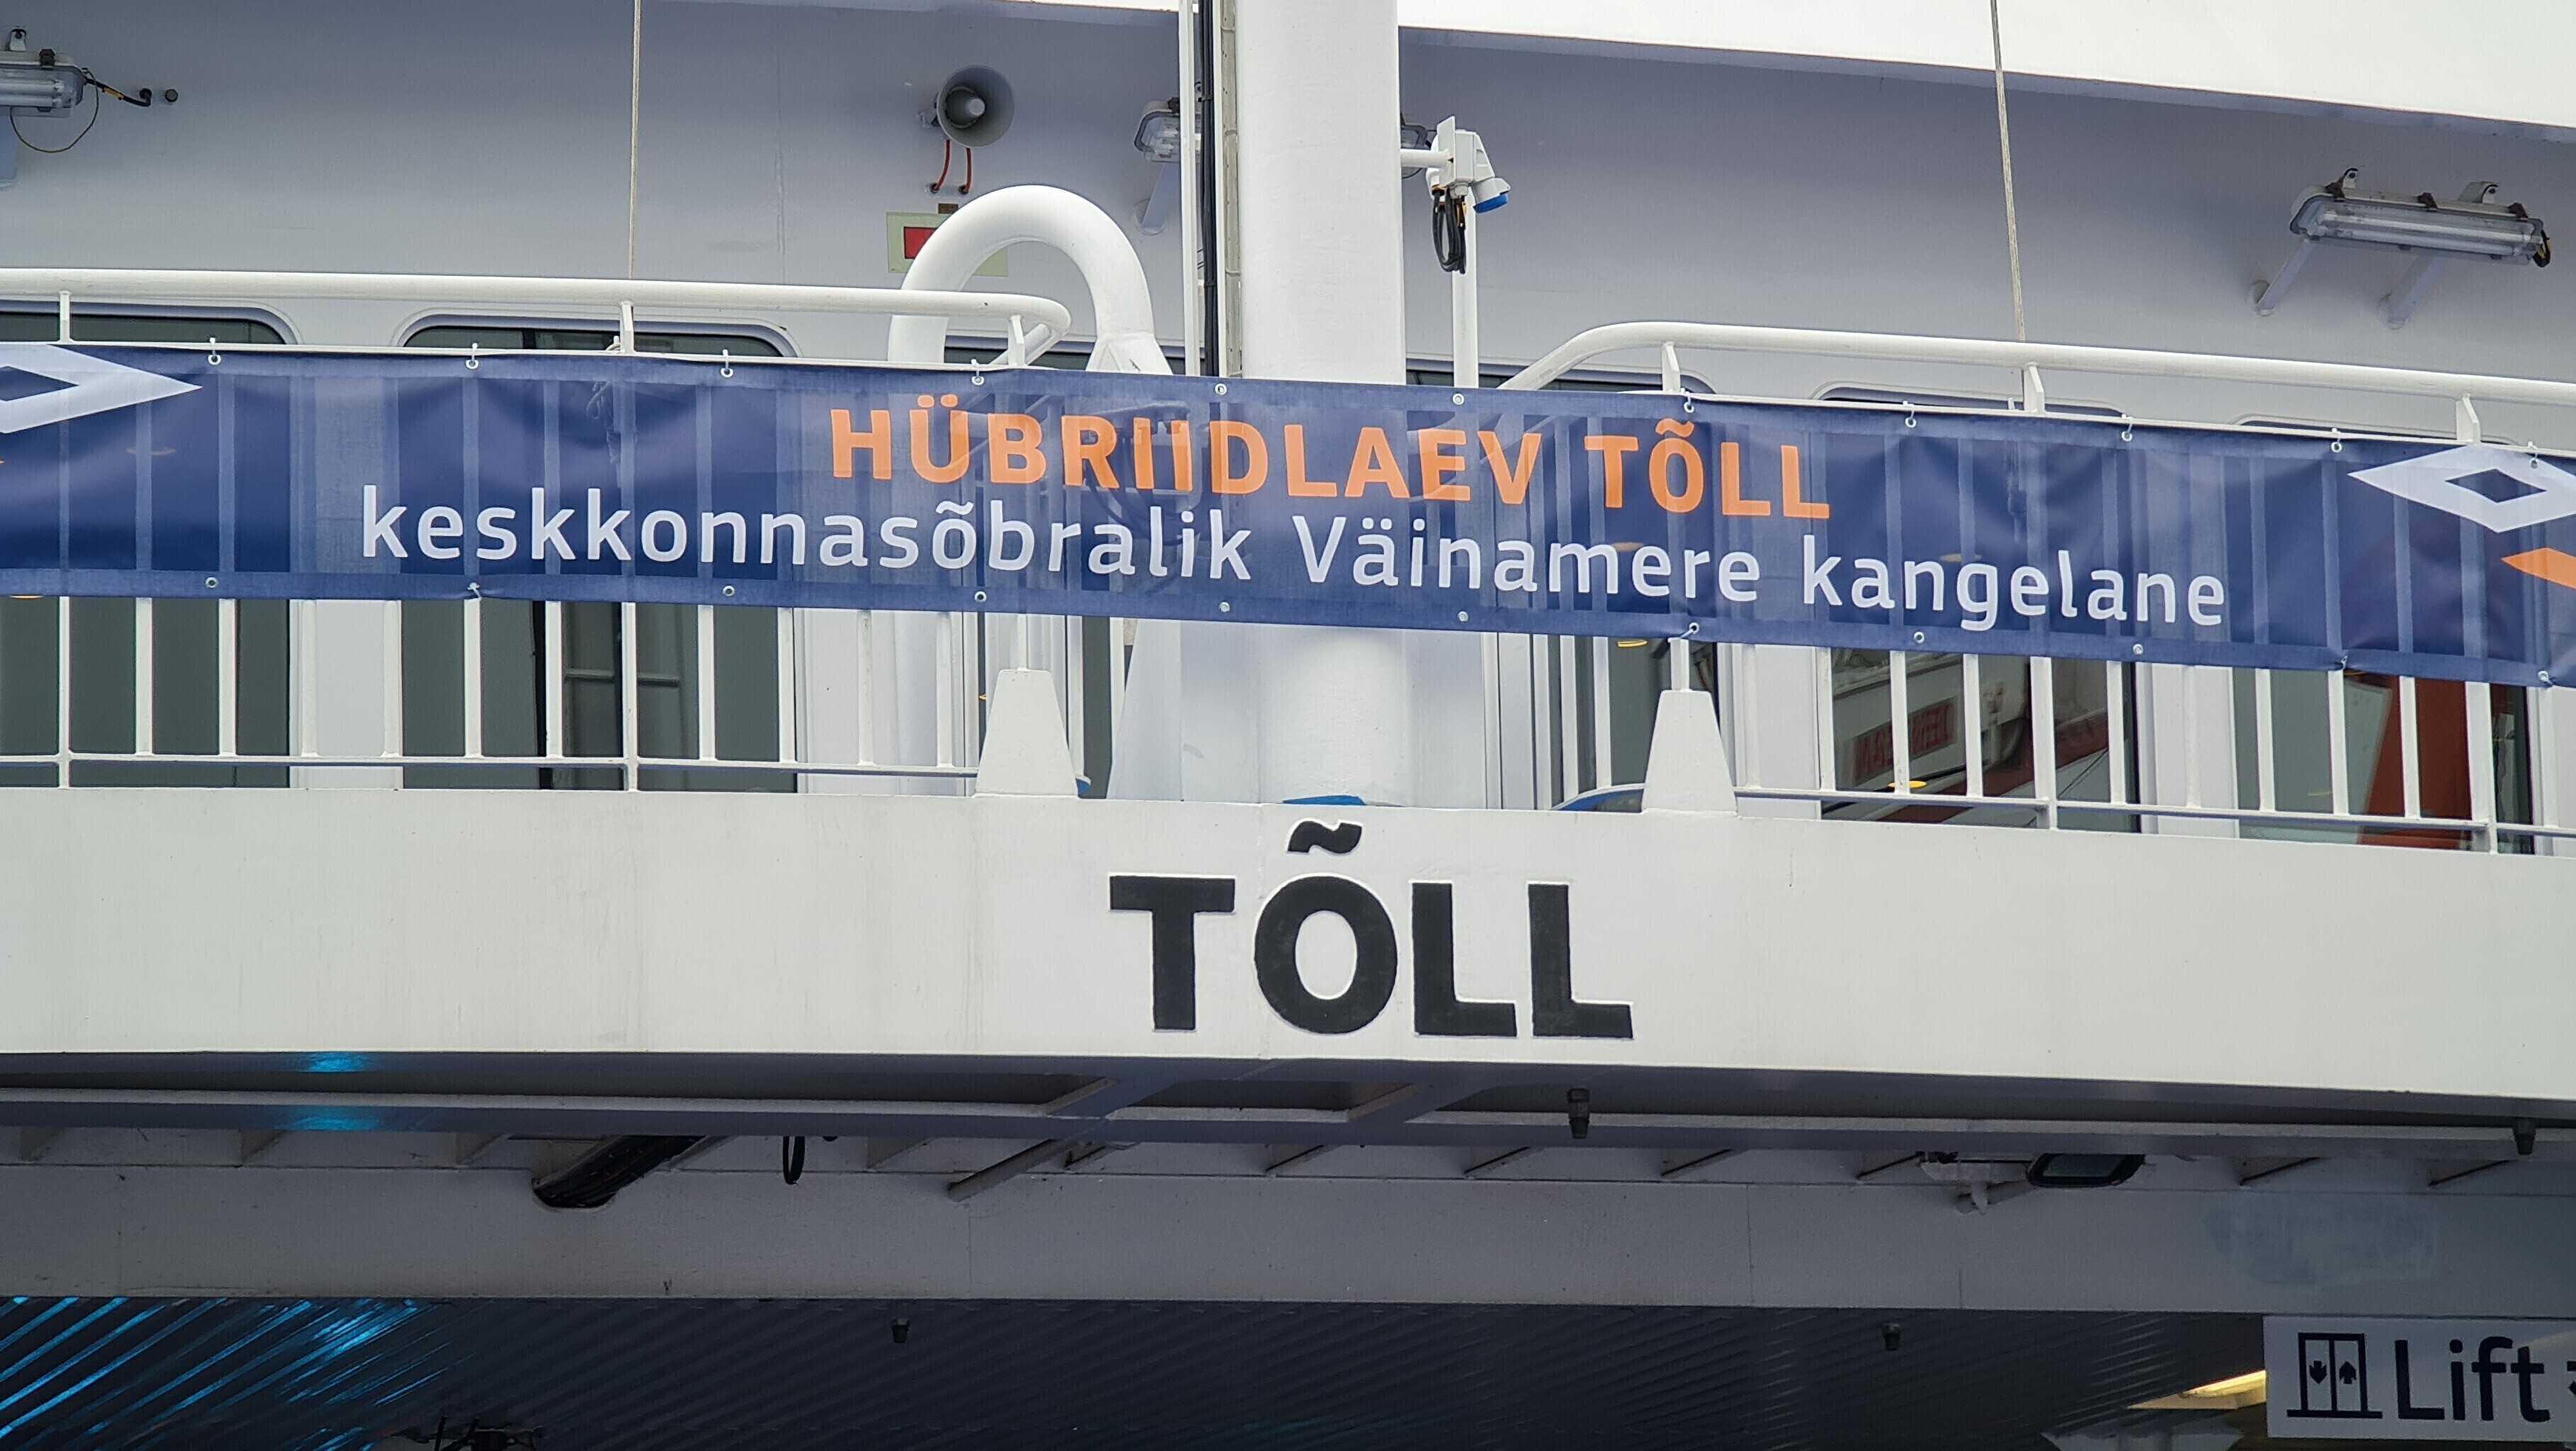 HÜBRIIDLAEV TÕLL
keskkonnasõbralik Väinamere kangelane
TÕLL
Lift